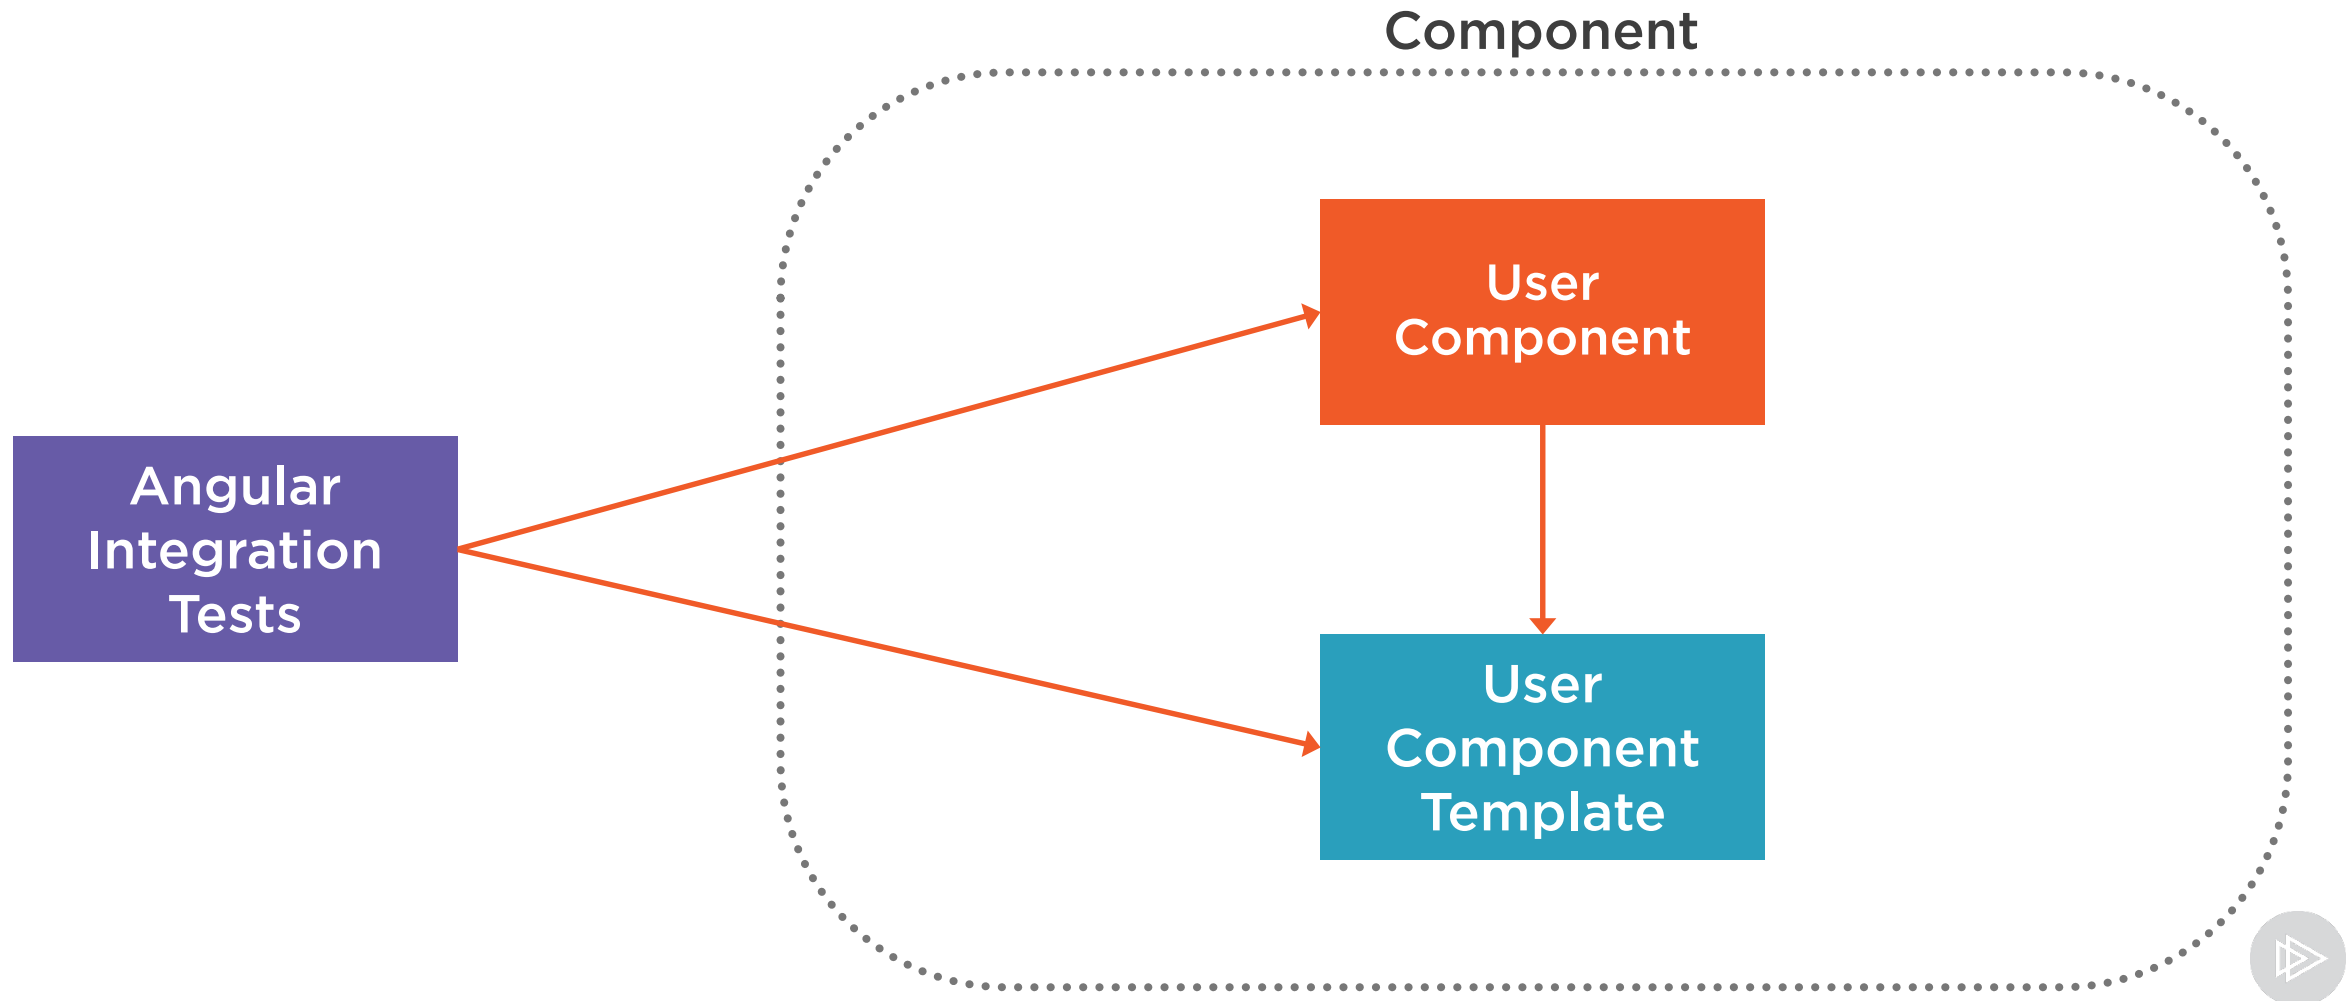 Component
User
Component
Angular
Integration
Tests
User
Component
Template